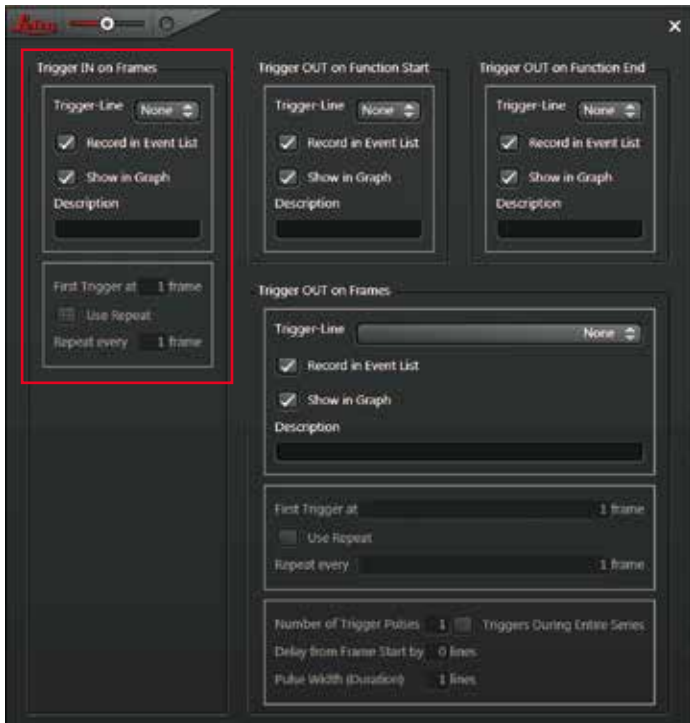 Leica
Trigger IN on Frames
Trigger-Line None
Record in Event List
Show in Graph
Description
First Trigger at 1 frame
Use Repeat
Repeat every 1 frame
Trigger OUT on Function Start
Trigger-Line None
Record in Event List
Show in Graph
Description
Trigger OUT on Function End
Trigger-Line None
Record in Event List
Show in Graph
Description
Trigger OUT on Frames
Trigger-Line None
Record in Event List
Show in Graph
Description
First Trigger at 1 frame
Use Repeat
Repeat every 1 frame
Number of Trigger Pulses 1 Triggers During Entire Series
Delay from Frame Start by 0 lines
Pulse Width (Duration) 1 lines